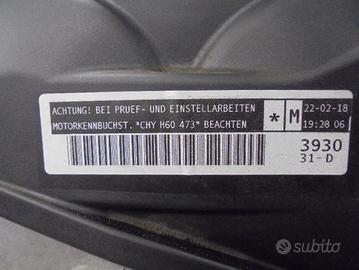 ACHTUNG! BEI PRUEF- UND EINSTELLARBEITEN
MOTORKENNBUCHST. *CHY H60 473* BEACHTEN
* M
22-02-18
19:28 06
3930
31-D
subito